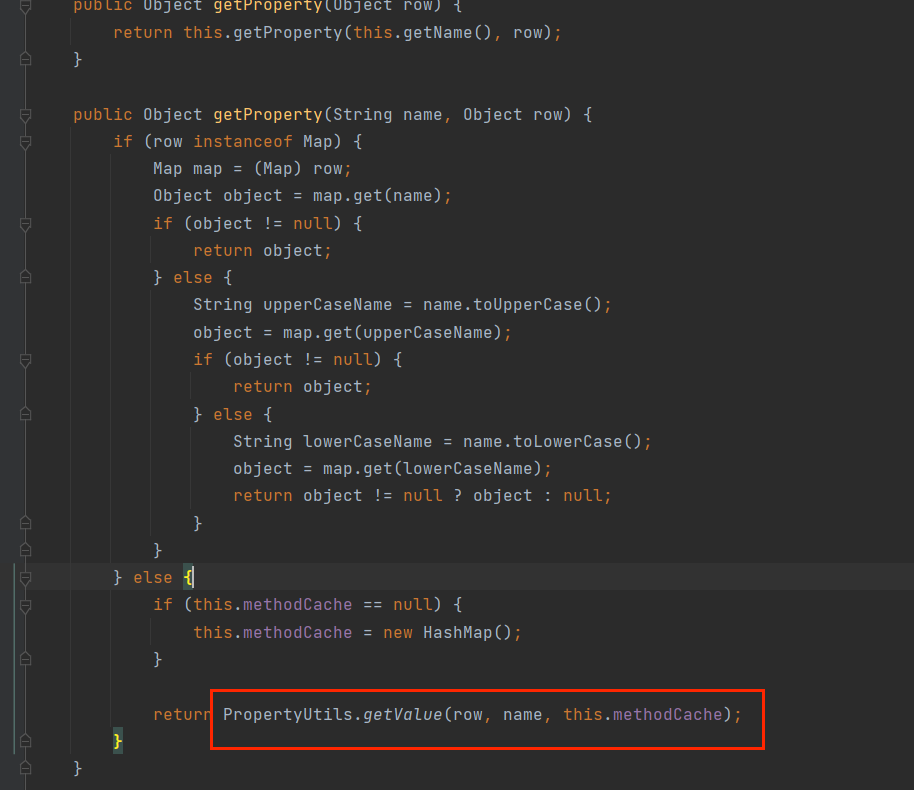 public Object getProperty(Object row) {
return this.getProperty(this.getName(), row);
}
public Object getProperty(String name, Object row) {
if (row instanceof Map) {
Map map = (Map) row;
Object object = map.get(name);
if (object != null) {
return object;
} else {
String upperCaseName = name.toUpperCase();
object = map.get(upperCaseName);
if (object != null) {
return object;
} else {
String lowerCaseName = name.toLowerCase();
object = map.get(lowerCaseName);
return object != null ? object : null;
}
}
} else {
if (this.methodCache == null) {
this.methodCache = new HashMap();
}
return PropertyUtils.getValue(row, name, this.methodCache);
}
}